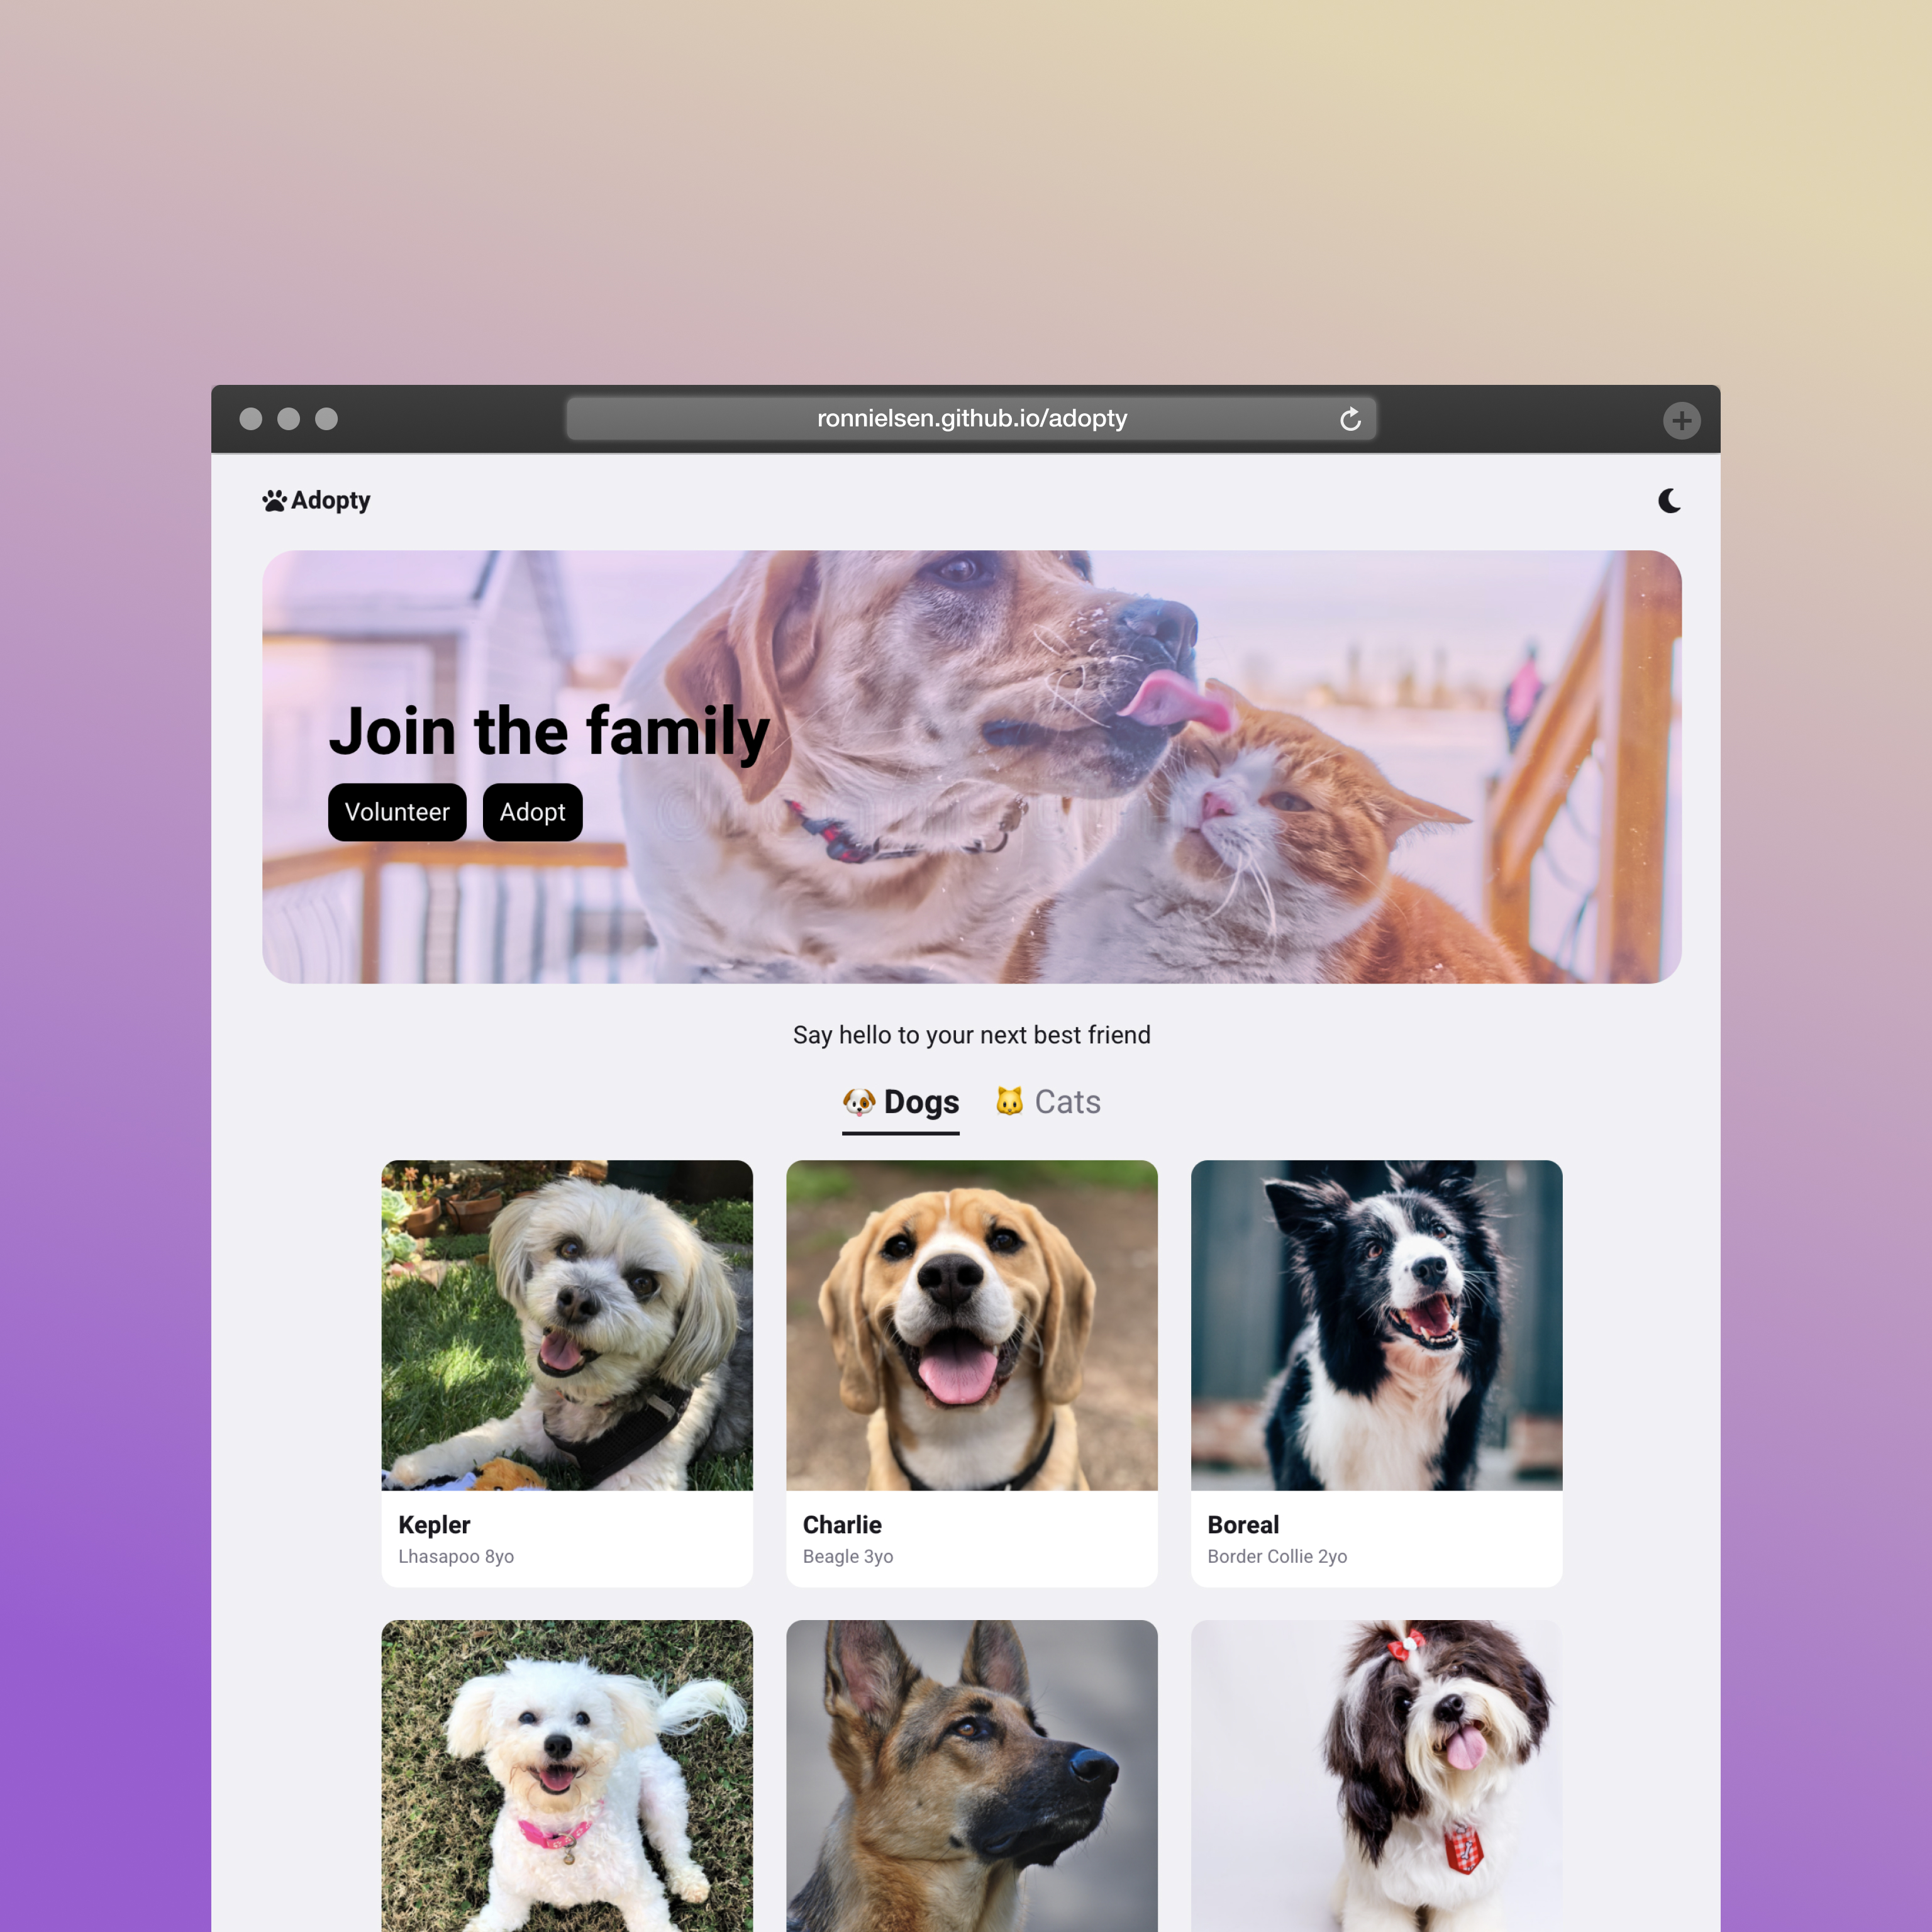 ronnielsen.github.io/adopty
Adopty
Join the family
Volunteer Adopt
Say hello to your next best friend
Dogs Cats
Kepler
Lhasapoo 8yo
Charlie
Beagle 3yo
Boreal
Border Collie 2yo